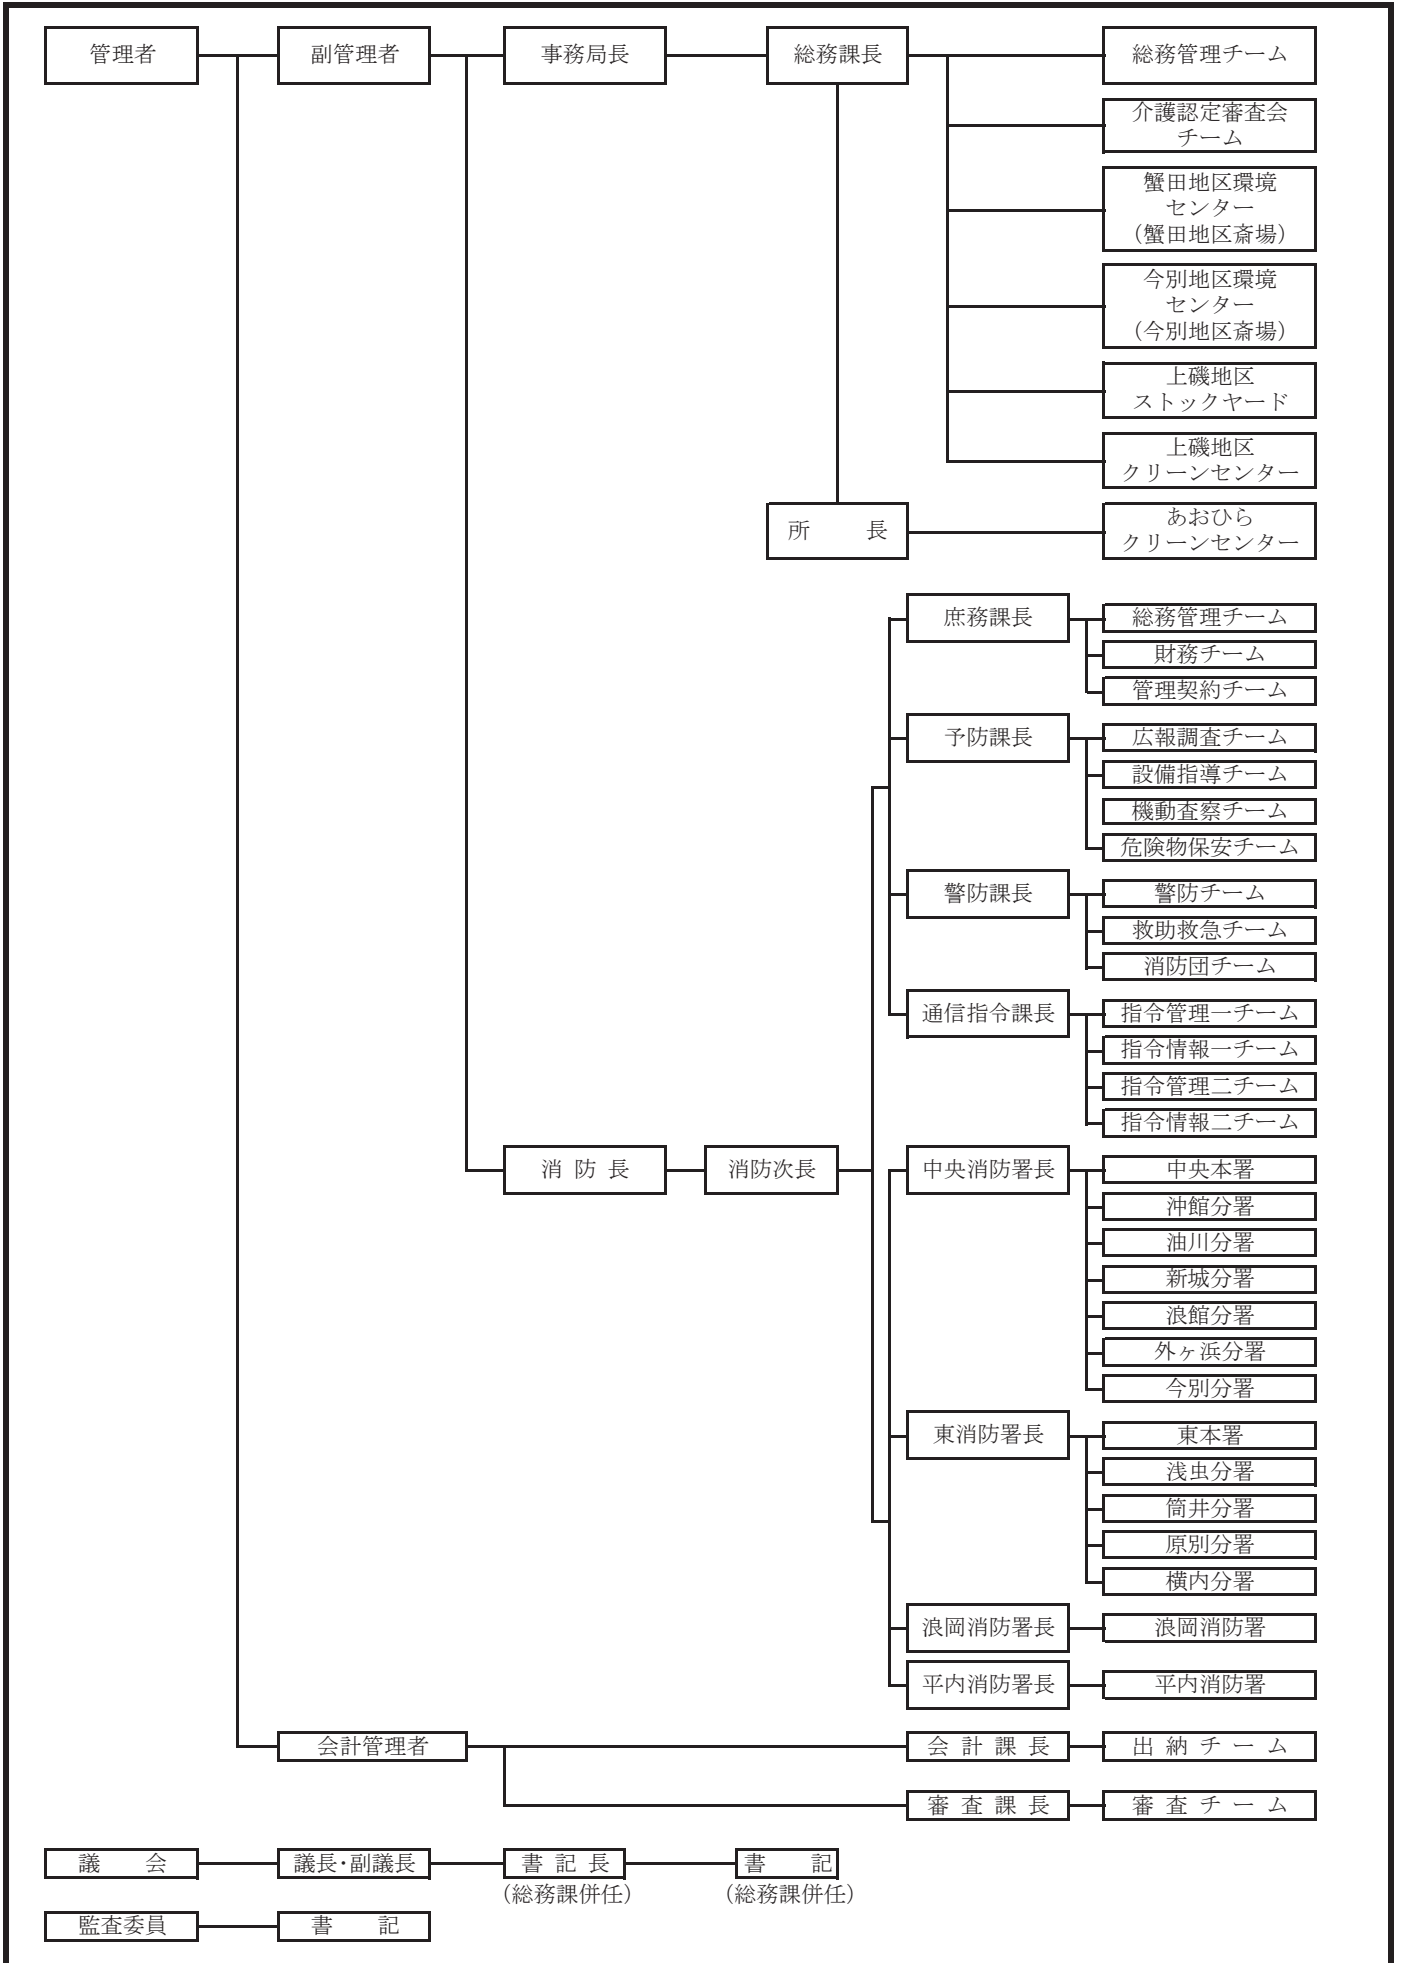 管理者
副管理者
事務局長
総務課長
総務管理チーム
介護認定審査会
チーム
蟹田地区環境
センター
（蟹田地区斎場）
今別地区環境
センター
（今別地区斎場）
上磯地区
ストックヤード
上磯地区
クリーンセンター
所　　長
あおひら
クリーンセンター
庶務課長
総務管理チーム
財務チーム
管理契約チーム
予防課長
広報調査チーム
設備指導チーム
機動査察チーム
危険物保安チーム
警防課長
警防チーム
救助救急チーム
消防団チーム
通信指令課長
指令管理一チーム
指令情報一チーム
指令管理二チーム
指令情報二チーム
消 防 長
消防次長
中央消防署長
中央本署
沖館分署
油川分署
新城分署
浪館分署
外ヶ浜分署
今別分署
東消防署長
東本署
浅虫分署
筒井分署
原別分署
横内分署
浪岡消防署長
浪岡消防署
平内消防署長
平内消防署
会計管理者
会 計 課 長
出 納 チ ー ム
審 査 課 長
審 査 チ ー ム
議　　会
議長・副議長
書 記 長
（総務課併任）
書　　記
（総務課併任）
監査委員
書　　記